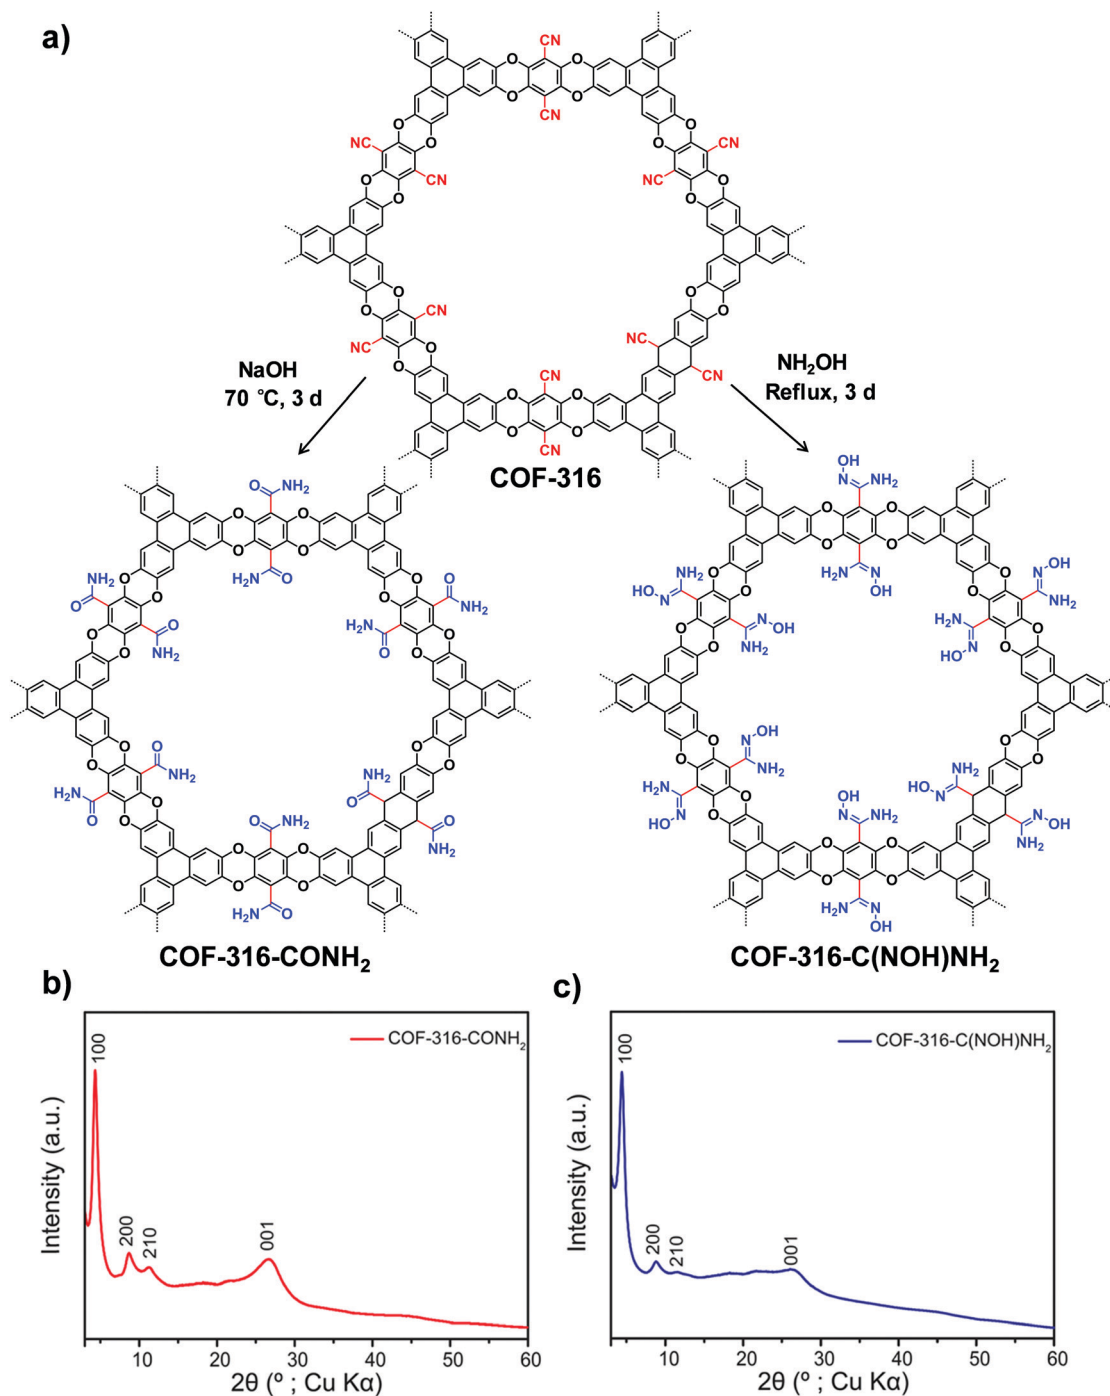 a)
CN
O O
O O
CN
O O
NC CN
O O
NC CN
O O
CN
NC
O O
O O
CN
NC
O O
CN
O O
NC
O O
NC
CN
CN
O O
O O
CN
NaOH
70 °C, 3 d
NH2OH
Reflux, 3 d
COF-316
O NH2
O O
O O
H2N O
NH2
O
O O
O
NH2
O O
O NH2
H2N
O
O O
O
NH2
H2N
O
O O
O
NH2
O O
H2N
O
O O
NH2
O
O
NH2
O NH2
O O
O O
H2N O
COF-316-CONH2
OH
N NH2
O O
O O
H2N N
OH
NH2
HO N
O O
N OH
NH2
O O
N OH
NH2
O O
H2N
N
HO
O O
N OH
NH2
O O
H2N
N
HO
O O
NH2
HO N
O O
N OH
NH2
OH
N NH2
O O
O O
H2N N
OH
COF-316-C(NOH)NH2
b)
COF-316-CONH2
100
200
210
001
Intensity (a.u.)
10 20 30 40 50 60
2θ (º ; Cu Kα)
c)
COF-316-C(NOH)NH2
100
200
210
001
Intensity (a.u.)
10 20 30 40 50 60
2θ (º ; Cu Kα)